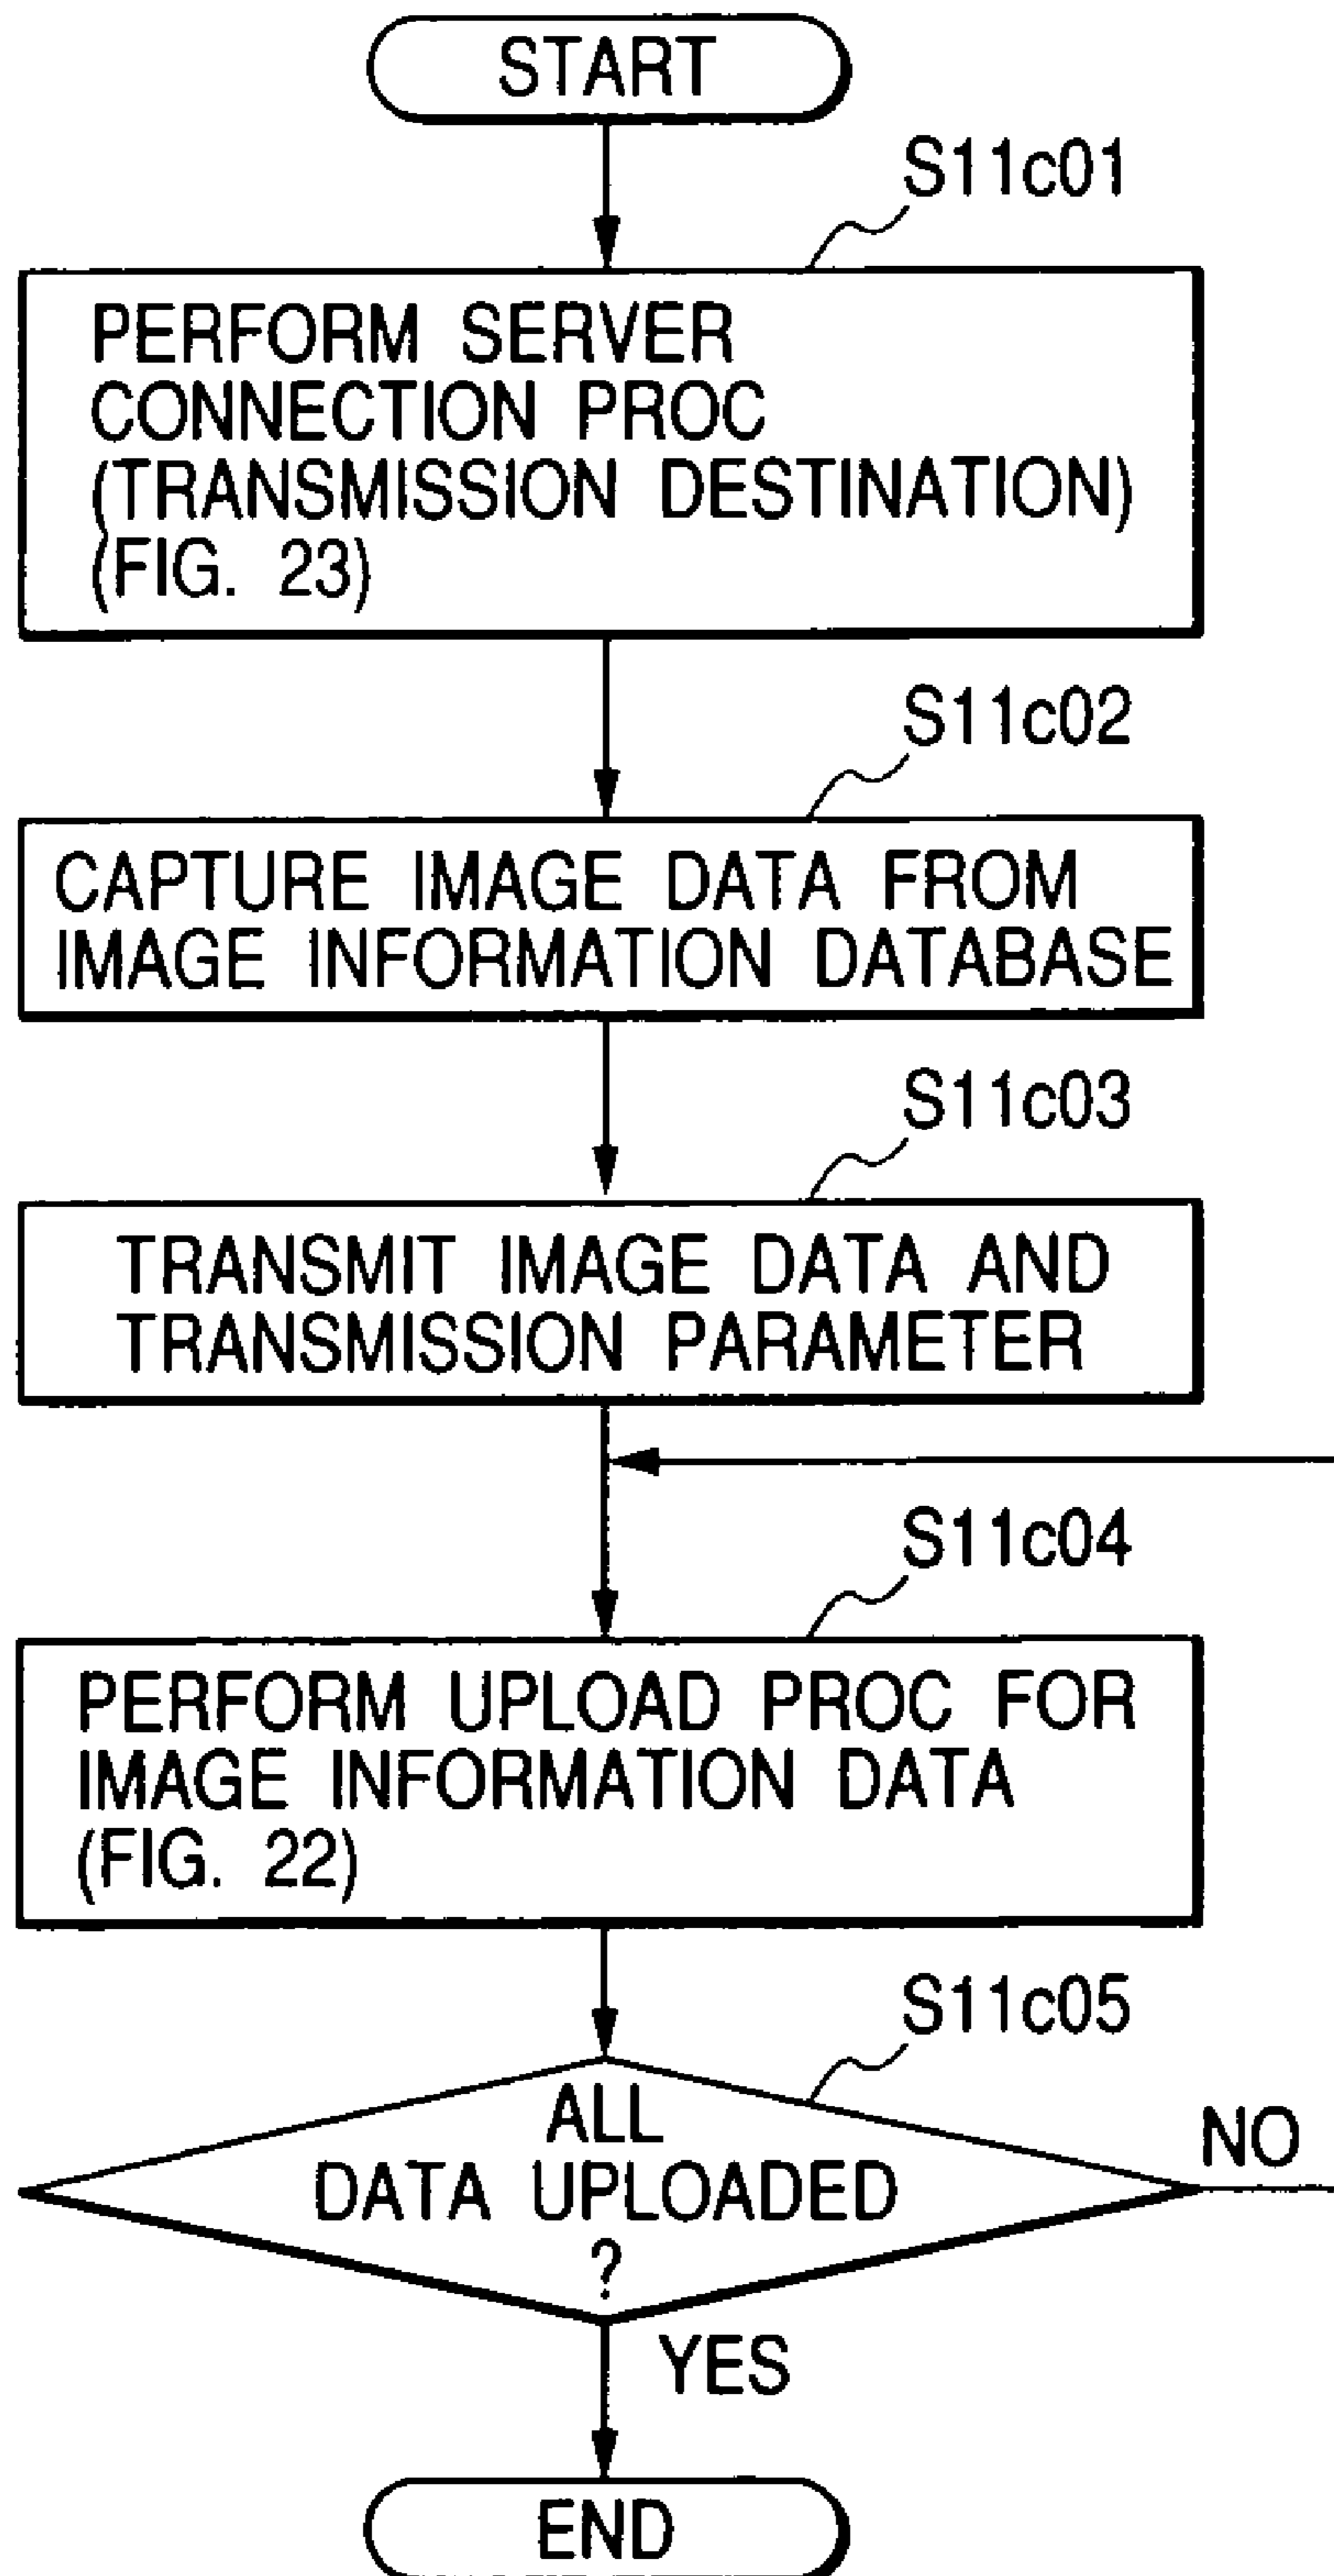 START
S11c01
PERFORM SERVER
CONNECTION PROC
(TRANSMISSION DESTINATION)
(FIG. 23)
S11c02
CAPTURE IMAGE DATA FROM
IMAGE INFORMATION DATABASE
S11c03
TRANSMIT IMAGE DATA AND
TRANSMISSION PARAMETER
S11c04
PERFORM UPLOAD PROC FOR
IMAGE INFORMATION DATA
(FIG. 22)
S11c05
ALL
DATA UPLOADED
?
NO
YES
END